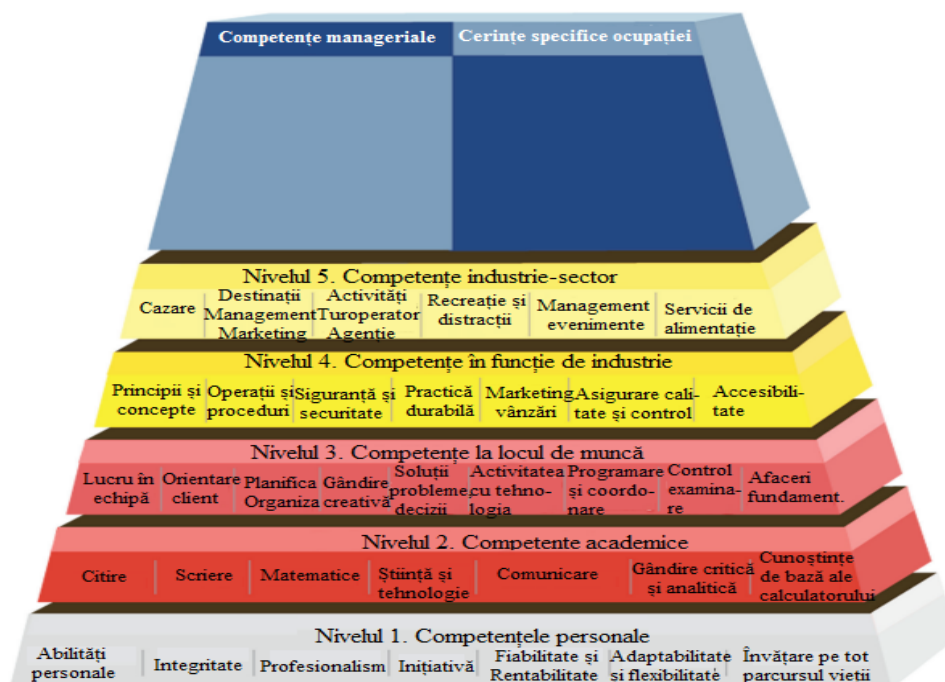 Competențe manageriale
Cerințe specifice ocupației
Nivelul 5. Competențe industrie-sector
Cazare
Destinații
Management
Marketing
Activități
Turoperator
Agenție
Recreație și
distracții
Management
evenimente
Servicii de
alimentație
Nivelul 4. Competențe în funcție de industrie
Principii și
concepte
Operații și
proceduri
Siguranță și
securitate
Practică
durabilă
Marketing
vânzări
Asigurare cali-
tate și control
Accesibili-
tate
Nivelul 3. Competențe la locul de muncă
Lucru în
echipă
Orientare
client
Planifica
Organiza
Gândire
creativă
Soluții
probleme,
decizii
Activitatea
cu tehno-
logia
Programare
și coordo-
nare
Control
examina-
re
Afaceri
fundament.
Nivelul 2. Competente academice
Citire
Scriere
Matematice
Știință și
tehnologie
Comunicare
Gândire critică
și analitică
Cunoștințe
de bază ale
calculatorului
Nivelul 1. Competențele personale
Abilități
personale
Integritate
Profesionalism
Inițiativă
Fiabilitate și
Rentabilitate
Adaptabilitate
și flexibilitate
Învățare pe tot
parcursul vieții